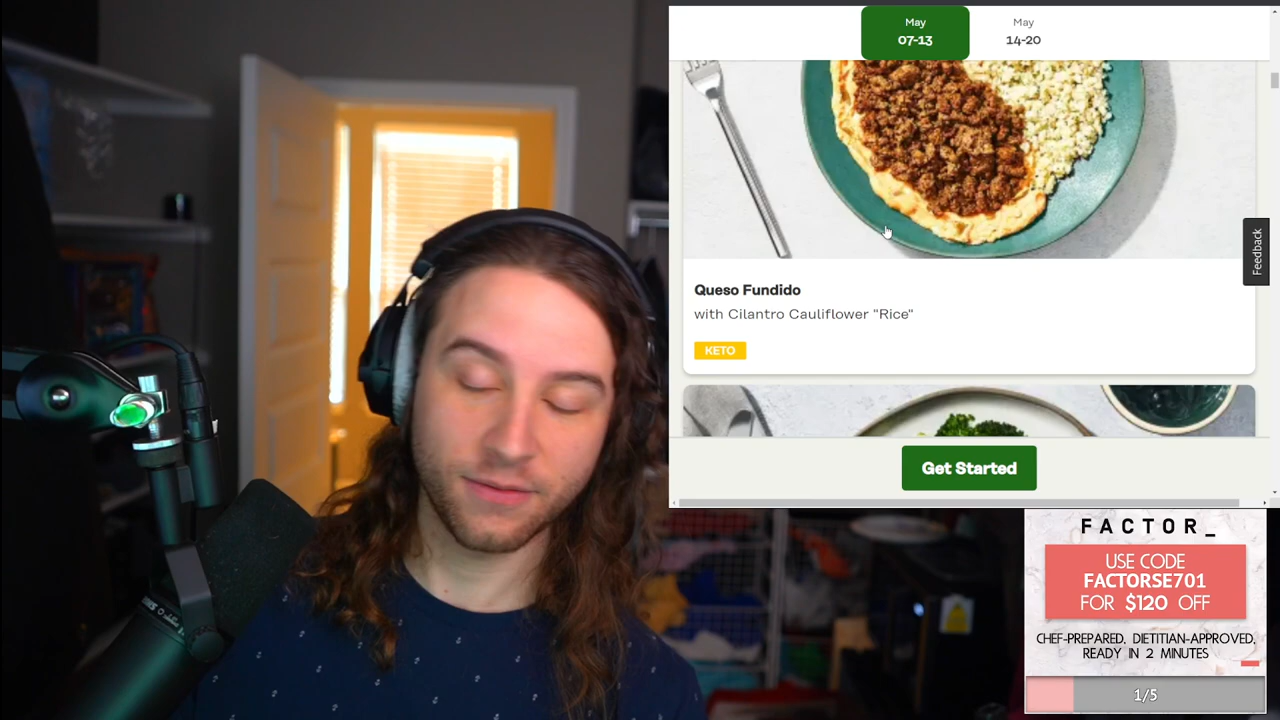 May
07-13
May
14-20
Feedback
Queso Fundido
with Cilantro Cauliflower "Rice"
KETO
Get Started
FACTOR_
USE CODE
FACTORSE701
FOR $120 OFF
CHEF-PREPARED, DIETITIAN-APPROVED,
READY IN 2 MINUTES
1/5